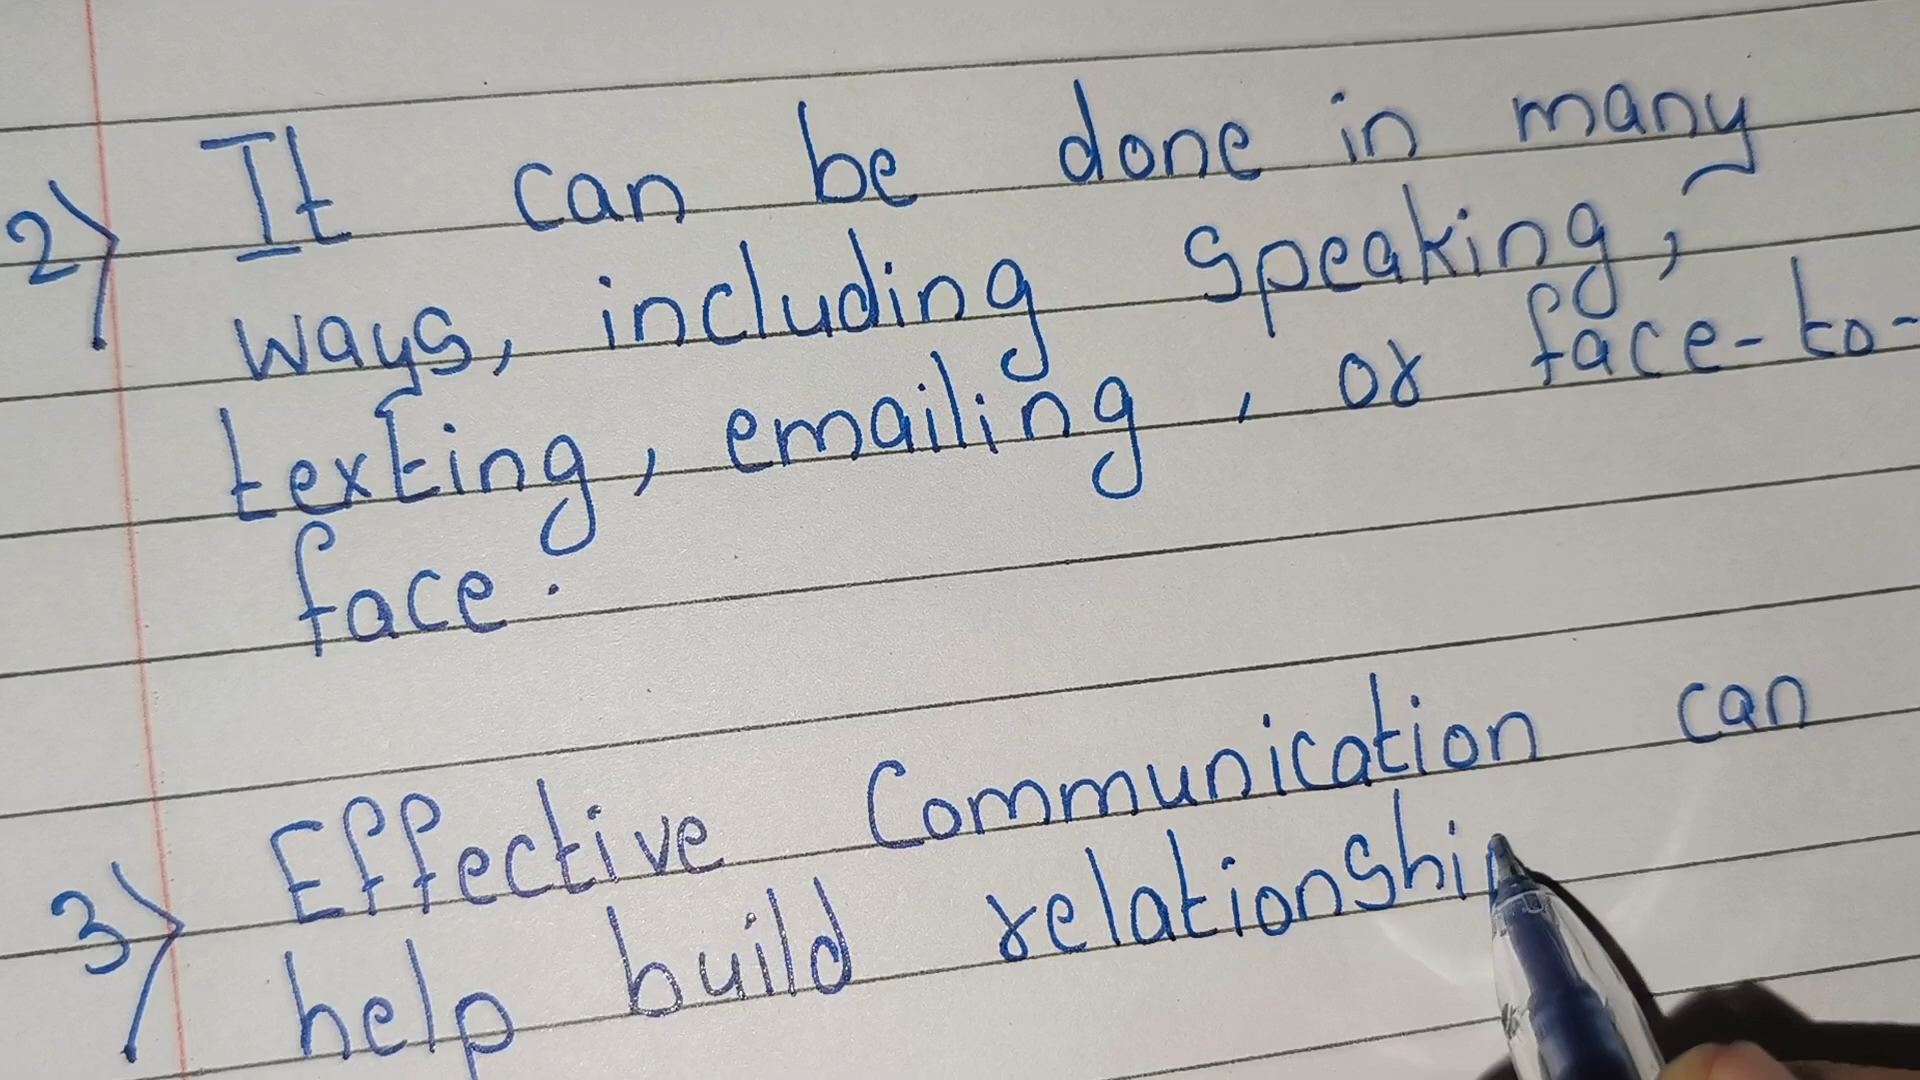 2) It can be done in many
ways, including speaking,
texting, emailing, or face-to-
face.
3) Effective Communication can
help build relationship